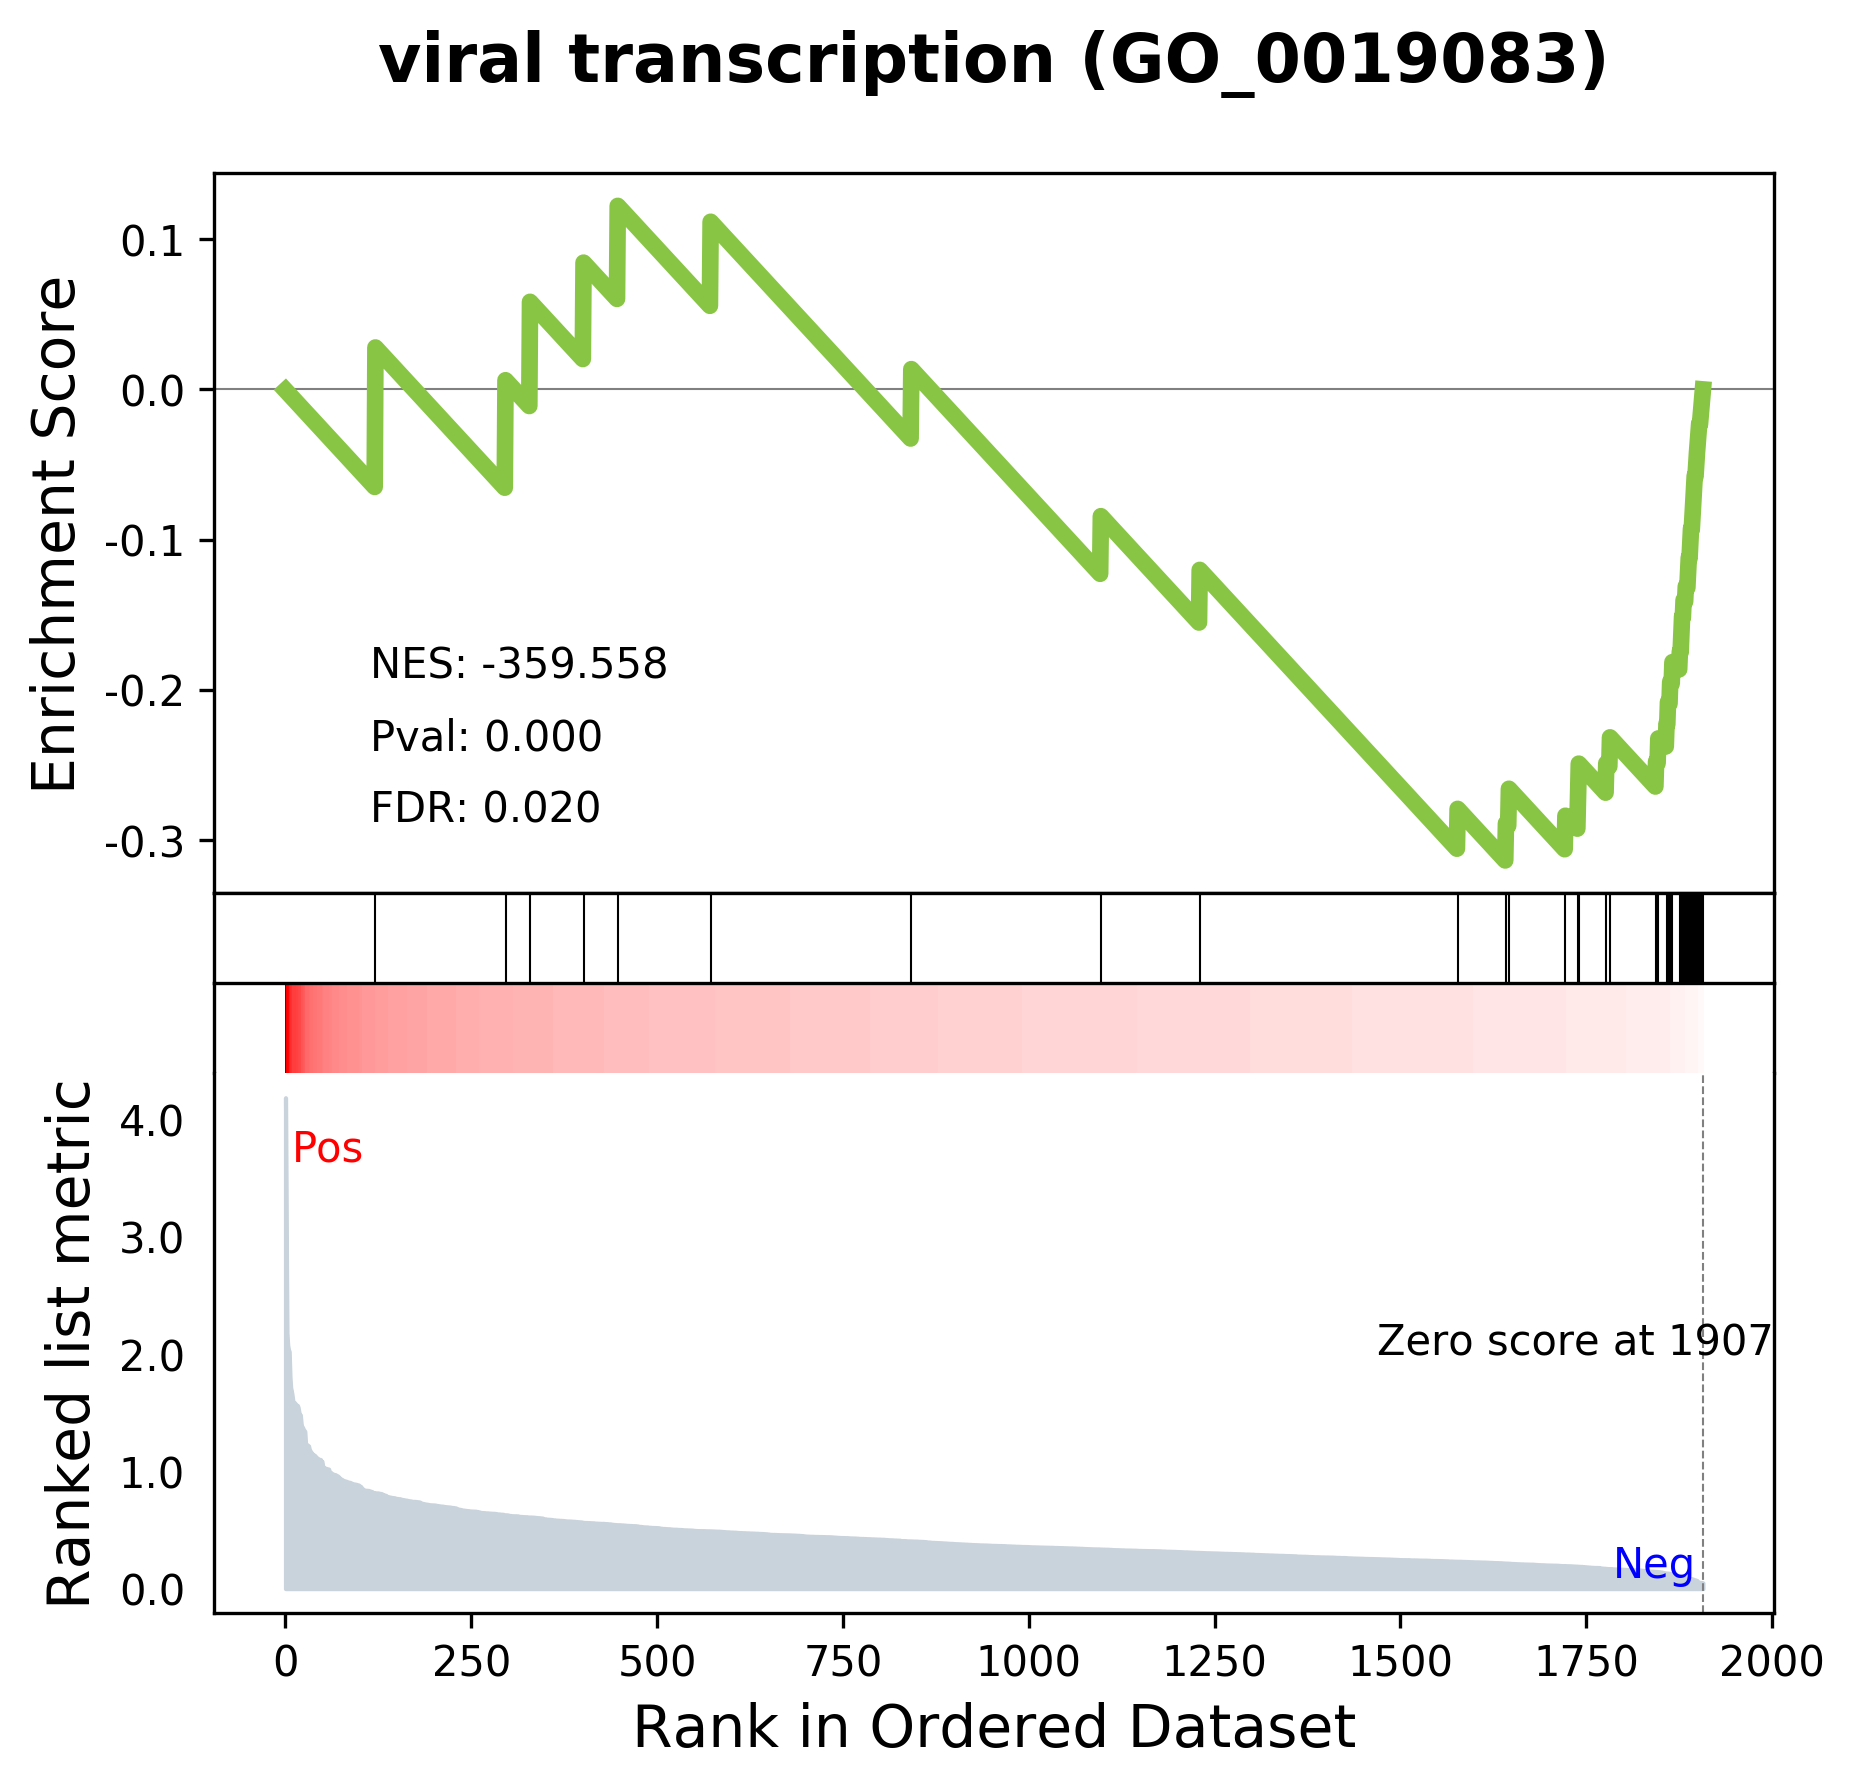 viral transcription (GO_0019083)
Enrichment Score
0.1
0.0
-0.1
-0.2
-0.3
NES: -359.558
Pval: 0.000
FDR: 0.020
Ranked list metric
4.0
3.0
2.0
1.0
0.0
Pos
Zero score at 1907
Neg
0 250 500 750 1000 1250 1500 1750 2000
Rank in Ordered Dataset